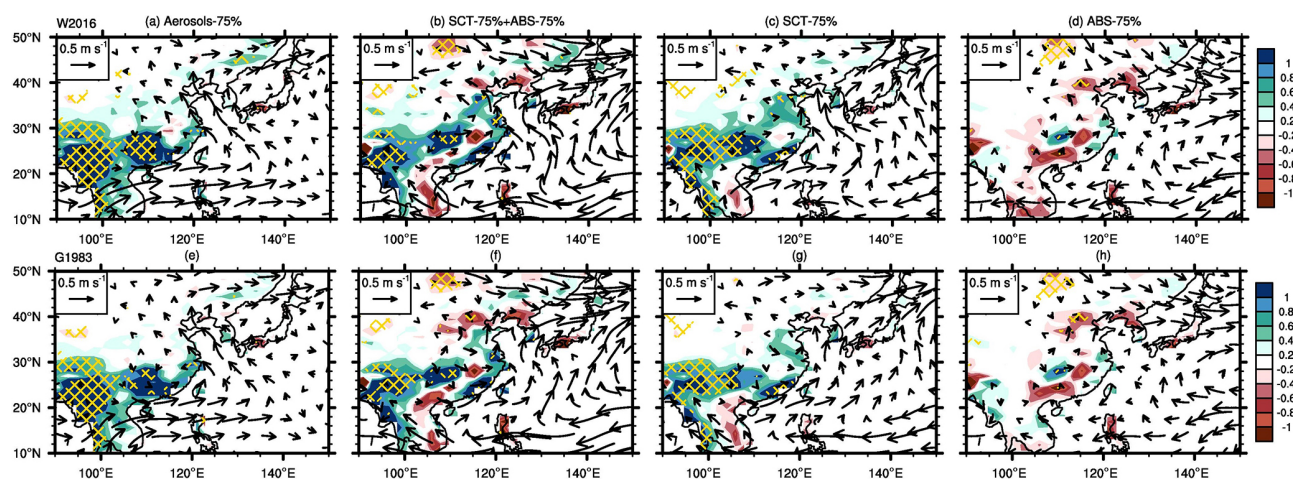 W2016 (a) Aerosols-75% (b) SCT-75%+ABS-75% (c) SCT-75% (d) ABS-75%
50°N 0.5 m s-1 0.5 m s-1 0.5 m s-1 0.5 m s-1
40°N
30°N
20°N
10°N
1
0.8
0.6
0.4
0.2
0
-0.2
-0.4
-0.6
-0.8
-1
100°E 120°E 140°E 100°E 120°E 140°E 100°E 120°E 140°E 100°E 120°E 140°E
G1983 (e) (f) (g) (h)
50°N 0.5 m s-1 0.5 m s-1 0.5 m s-1 0.5 m s-1
40°N
30°N
20°N
10°N
1
0.8
0.6
0.4
0.2
0
-0.2
-0.4
-0.6
-0.8
-1
100°E 120°E 140°E 100°E 120°E 140°E 100°E 120°E 140°E 100°E 120°E 140°E